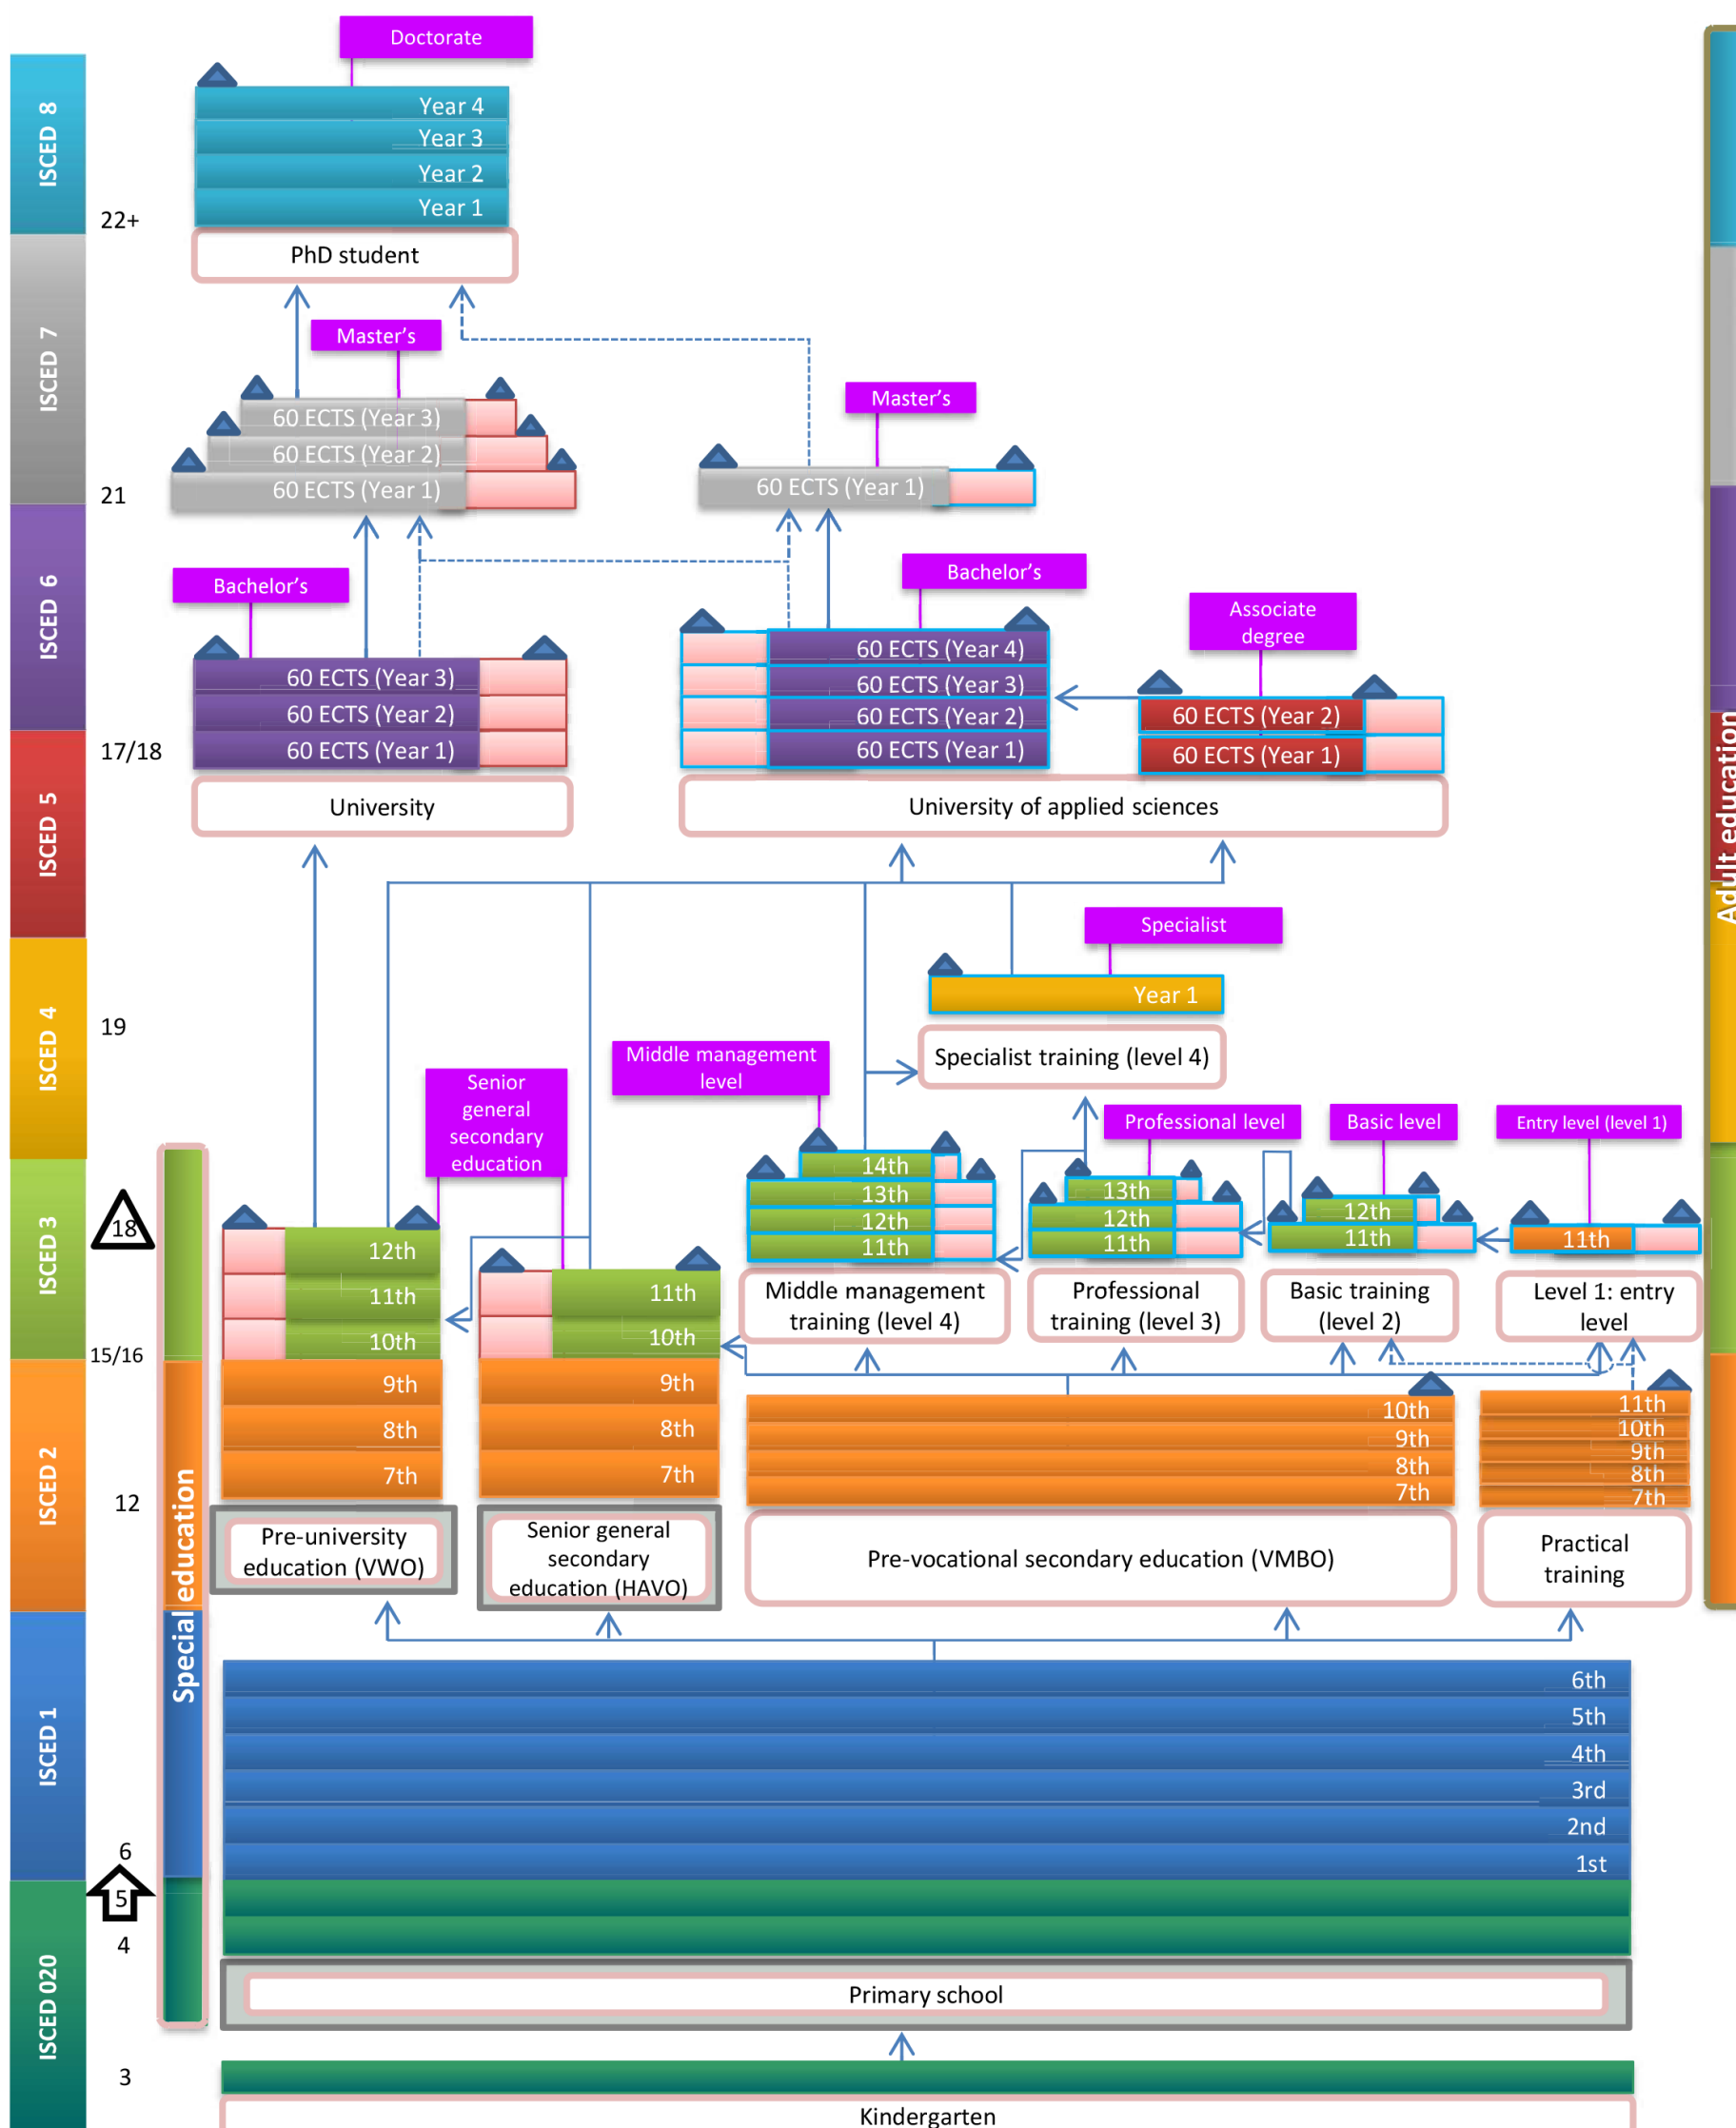 Doctorate
ISCED 8
Year 4
Year 3
Year 2
Year 1
22+
PhD student
ISCED 7
Master's
Master's
60 ECTS (Year 3)
60 ECTS (Year 2)
60 ECTS (Year 1)
60 ECTS (Year 1)
21
ISCED 6
Bachelor's
Bachelor's
Associate
degree
60 ECTS (Year 3)
60 ECTS (Year 2)
60 ECTS (Year 1)
60 ECTS (Year 4)
60 ECTS (Year 3)
60 ECTS (Year 2)
60 ECTS (Year 1)
60 ECTS (Year 2)
60 ECTS (Year 1)
17/18
ISCED 5
University
University of applied sciences
Adult education
Specialist
Year 1
ISCED 4
19
Specialist training (level 4)
Middle management
level
Senior
general
secondary
education
Professional level
Basic level
Entry level (level 1)
ISCED 3
18
12th
11th
10th
11th
10th
14th
13th
12th
11th
13th
12th
11th
12th
11th
11th
Middle management
training (level 4)
Professional
training (level 3)
Basic training
(level 2)
Level 1: entry
level
15/16
ISCED 2
9th
8th
7th
9th
8th
7th
10th
9th
8th
7th
11th
10th
9th
8th
7th
12
Pre-university
education (VWO)
Senior general
secondary
education (HAVO)
Pre-vocational secondary education (VMBO)
Practical
training
Special education
ISCED 1
6th
5th
4th
3rd
2nd
1st
6
5
4
ISCED 020
Primary school
3
Kindergarten